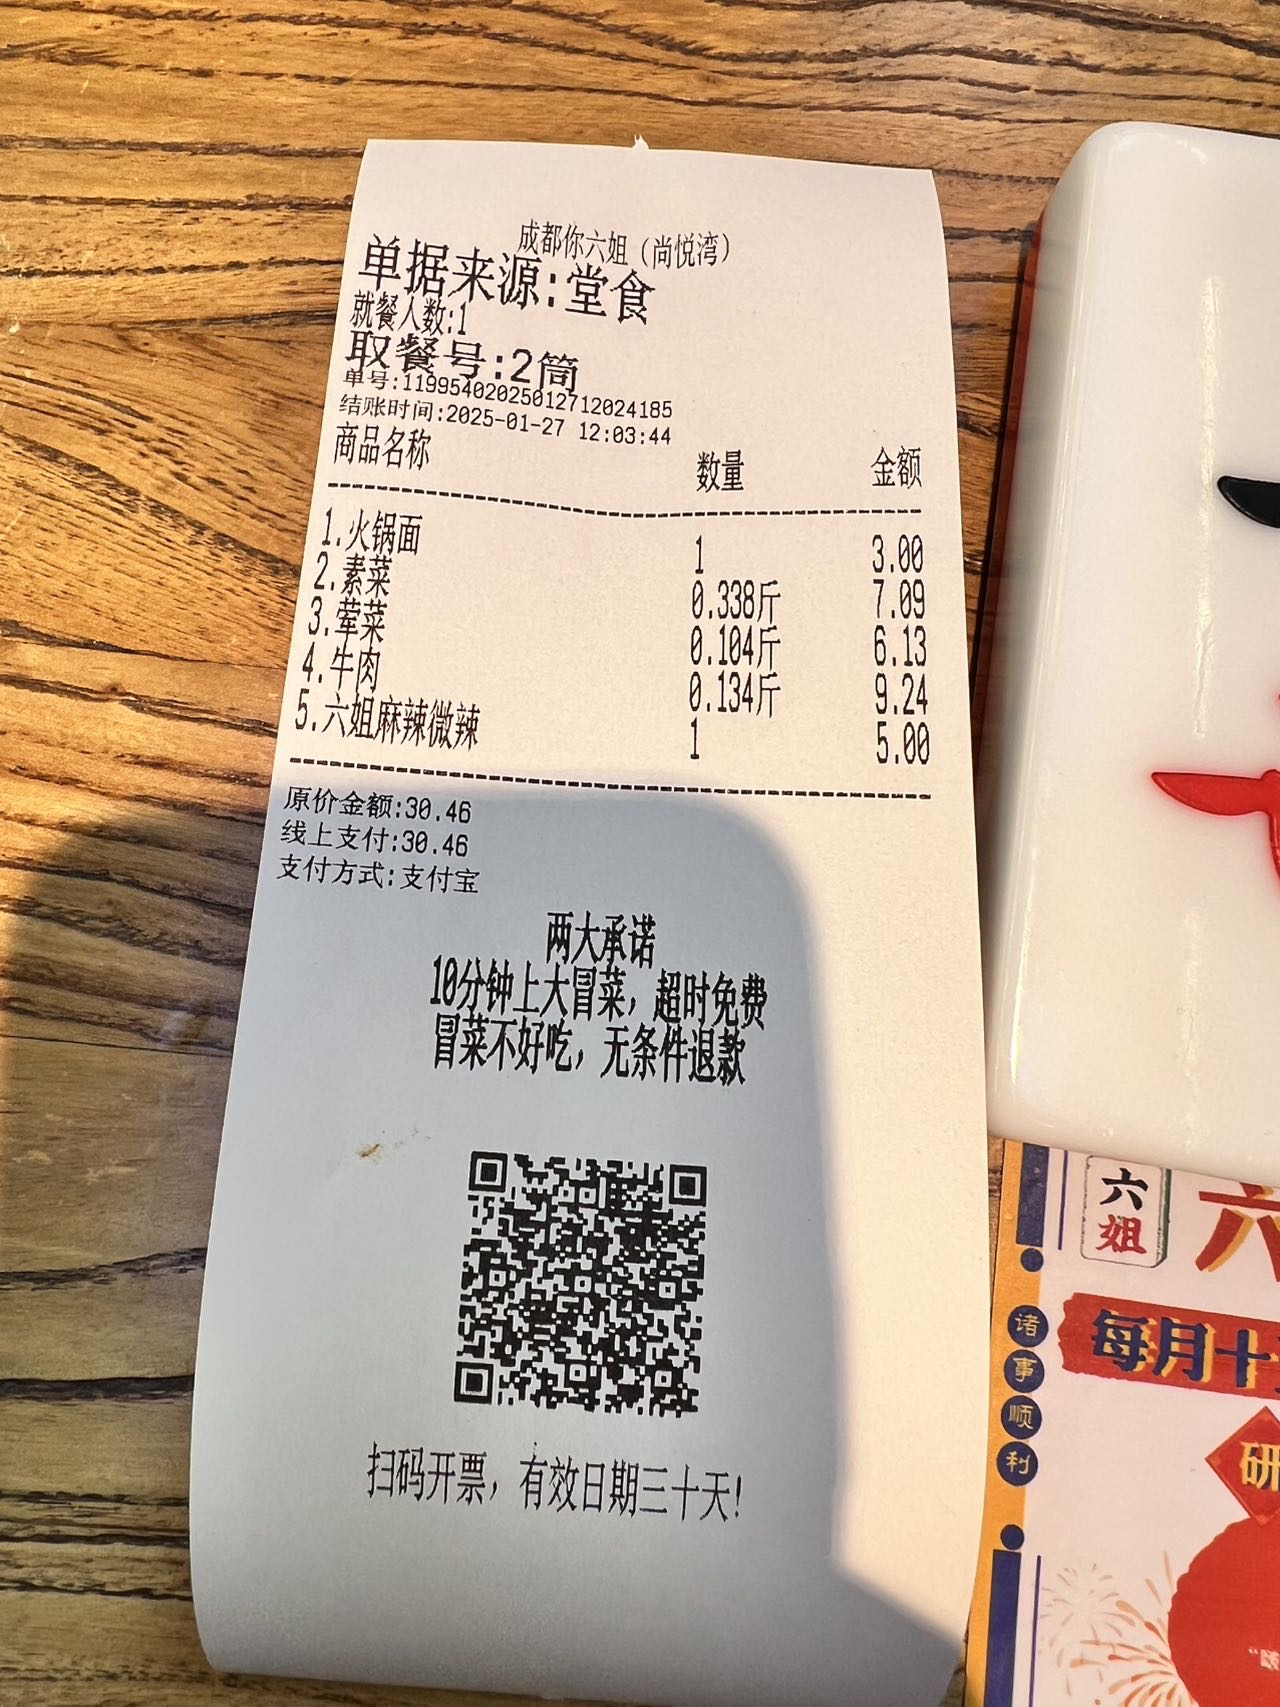 成都你六姐（尚悦湾）
单据来源:堂食
就餐人数:1
取餐号:2筒
单号:11995402025012712024185
结账时间:2025-01-27 12:03:44
商品名称 数量 金额
1.火锅面 1 3.00
2.素菜 0.338斤 7.09
3.荤菜 0.104斤 6.13
4.牛肉 0.134斤 9.24
5.六姐麻辣微辣 1 5.00
原价金额:30.46
线上支付:30.46
支付方式:支付宝
两大承诺
10分钟上大冒菜，超时免费
冒菜不好吃，无条件退款
扫码开票，有效日期三十天!
六姐
六
每月十
诸事顺利
研